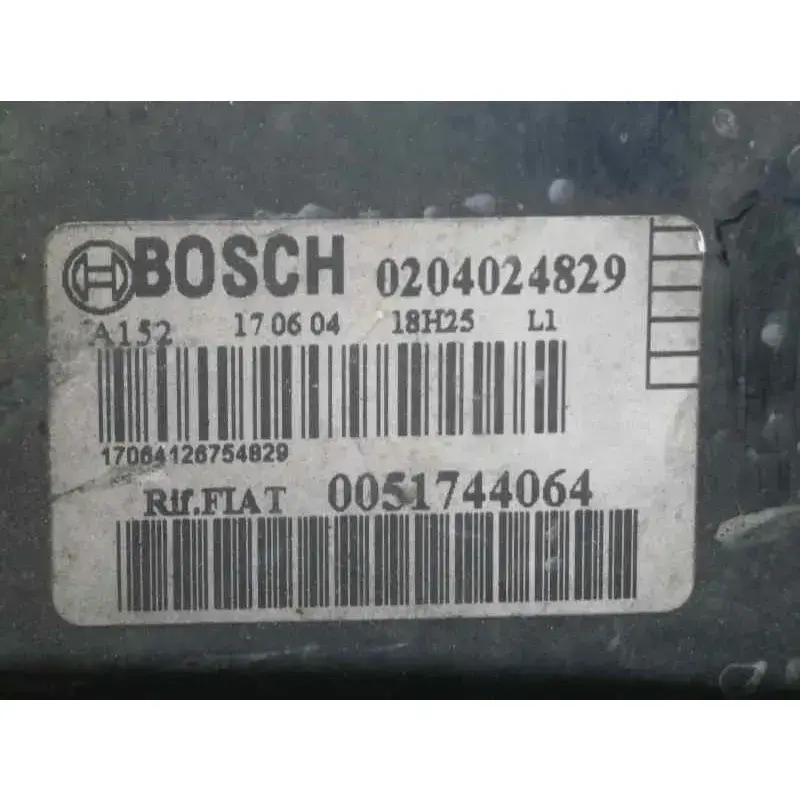 BOSCH 0204024829
A152 17 06 04 18H25 L1
17064126754829
Rif.FIAT 0051744064